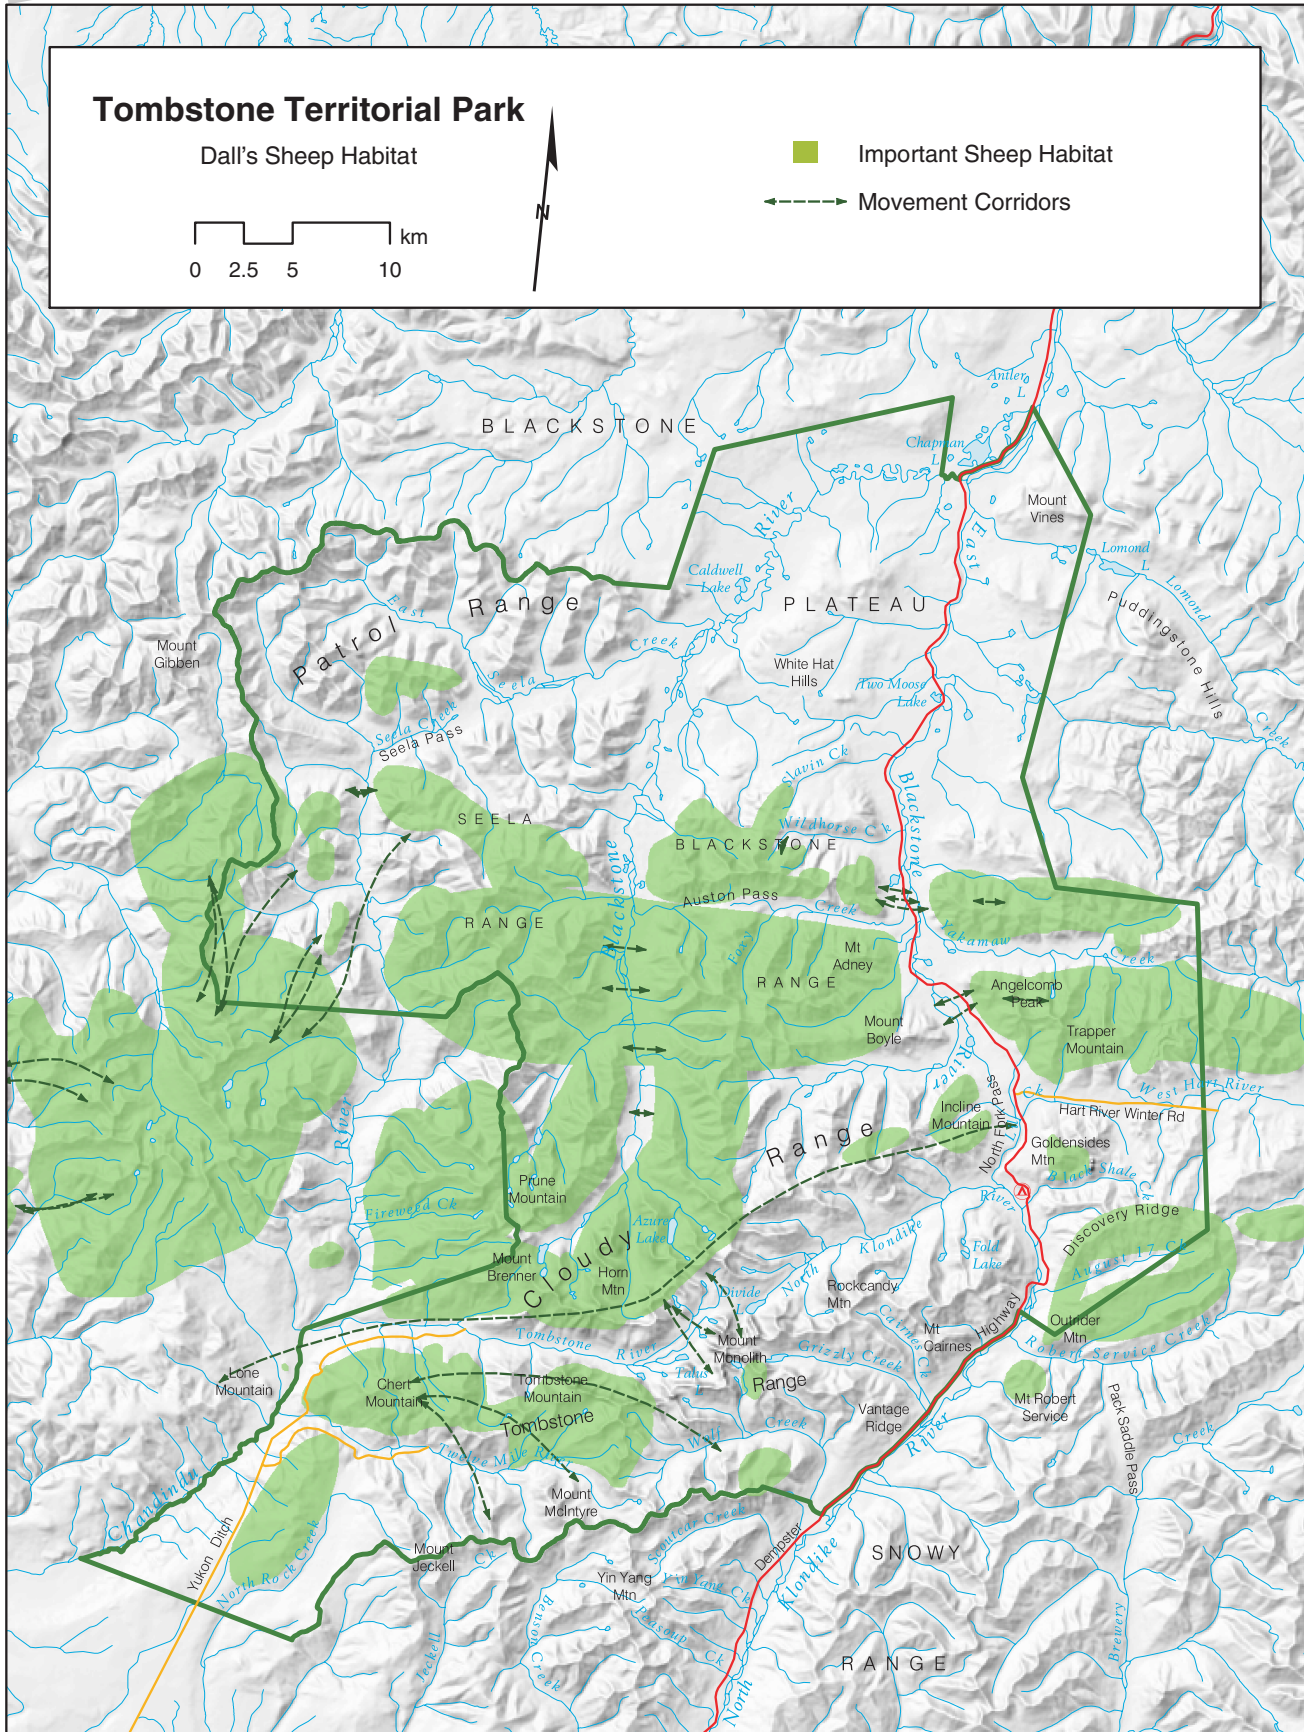 Tombstone Territorial Park
Dall's Sheep Habitat
N
km
0 2.5 5 10
Important Sheep Habitat
Movement Corridors
Antler
L
BLACKSTONE
Chapman
L
Mount
Vines
River
East
Lomond
L
Lomond
Caldwell
Lake
PLATEAU
Puddingstone Hills
East
Range
Patrol
Mount
Gibben
Creek
Seela
White Hat
Hills
Two Moose
Lake
Seela Creek
Seela Pass
Creek
Slavin Ck
Blackstone
SEELA
Wildhorse Ck
BLACKSTONE
Blackstone
Auston Pass
Creek
RANGE
Foxy
Yakamaw
Creek
Mt
Adney
RANGE
Angelcomb
Peak
Mount
Boyle
Trapper
Mountain
River
River
Ck
West Hart River
Hart River Winter Rd
Incline
Mountain
North Fork Pass
Range
Goldensides
Mtn
Black Shale Ck
Prune
Mountain
Fireweed Ck
River
Discovery Ridge
Azure
Lake
Klondike
August 17 Ck
Fold
Lake
Mount
Brenner
Cloudy
Horn
Mtn
North
Divide
L
Rockcandy
Mtn
Cairnes Ck
Mt
Cairnes
Highway
Outrider
Mtn
Robert Service Creek
Tombstone River
Mount
Monolith
Grizzly Creek
Lone
Mountain
Talus
L
Range
Chert
Mountain
Tombstone
Mountain
Tombstone
Mt Robert
Service
Pack Saddle Pass
Vantage
Ridge
River
Creek
Wolf Creek
Twelve Mile River
Chandindu
Mount
McIntyre
Yukon Ditch
North Rock Creek
Scoutcar Creek
Dempster
Klondike
SNOWY
Mount
Jeckell
Ck
Yin Yang
Mtn
Yin Yang Ck
Benson Creek
Peasoup Ck
Jeckell
Brewery
RANGE
North